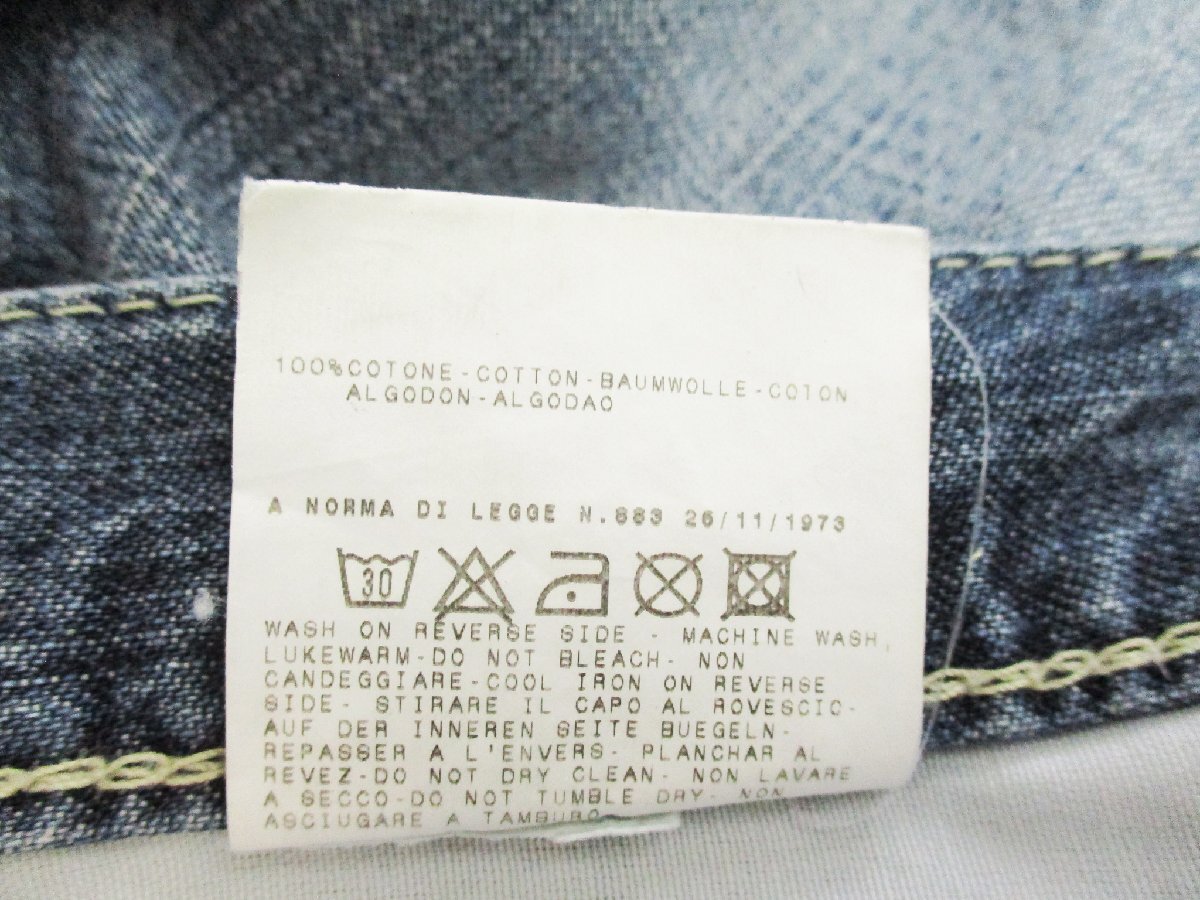 100%COTONE-COTTON-BAUMWOLLE-COTON
ALGODON-ALGODAO
A NORMA DI LEGGE N.883 26/11/1973
30
WASH ON REVERSE SIDE - MACHINE WASH,
LUKEWARM-DO NOT BLEACH- NON
CANDEGGIARE-COOL IRON ON REVERSE
SIDE- STIRARE IL CAPO AL ROVESCIO-
AUF DER INNEREN SEITE BUEGELN-
REPASSER A L'ENVERS- PLANCHAR AL
REVEZ-DO NOT DRY CLEAN- NON LAVARE
A SECCO-DO NOT TUMBLE DRY- NON
ASCIUGARE A TAMBURO